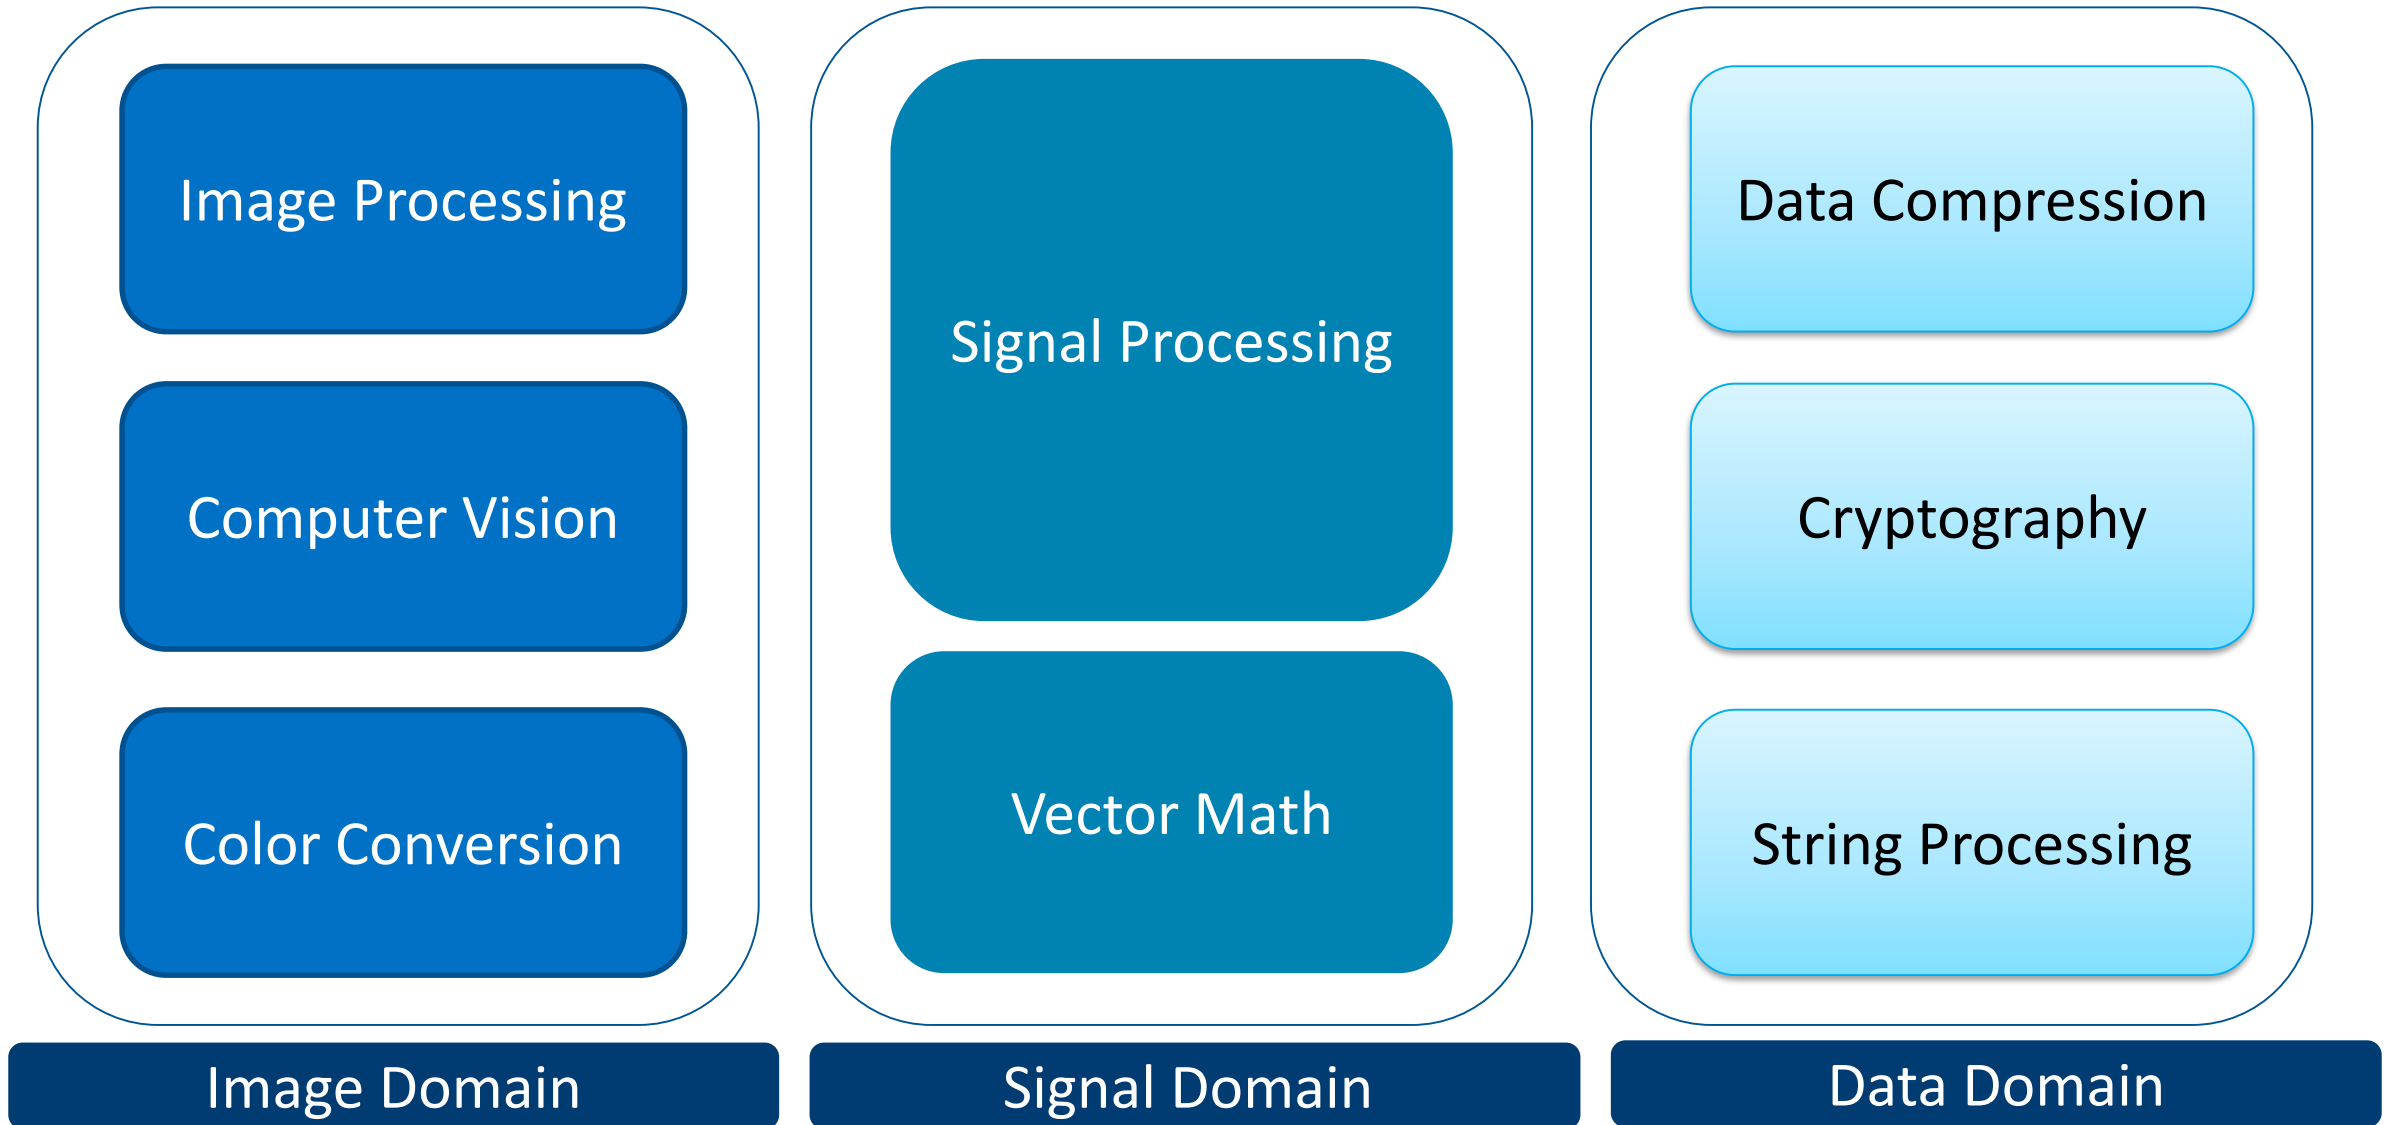 Image Processing
Computer Vision
Color Conversion
Image Domain
Signal Processing
Vector Math
Signal Domain
Data Compression
Cryptography
String Processing
Data Domain